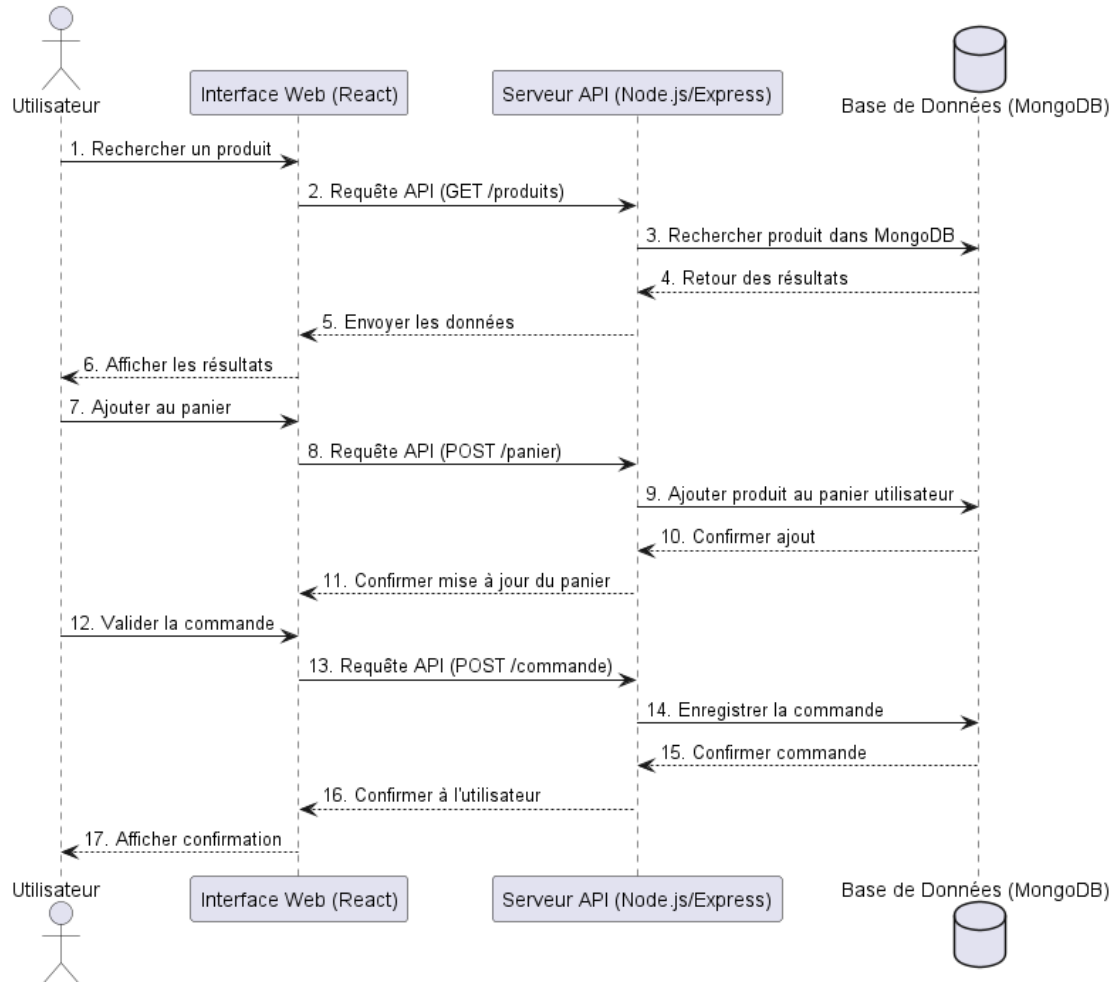 Utilisateur
Interface Web (React)
Serveur API (Node.js/Express)
Base de Données (MongoDB)
1. Rechercher un produit
2. Requête API (GET /produits)
3. Rechercher produit dans MongoDB
4. Retour des résultats
5. Envoyer les données
6. Afficher les résultats
7. Ajouter au panier
8. Requête API (POST /panier)
9. Ajouter produit au panier utilisateur
10. Confirmer ajout
11. Confirmer mise à jour du panier
12. Valider la commande
13. Requête API (POST /commande)
14. Enregistrer la commande
15. Confirmer commande
16. Confirmer à l'utilisateur
17. Afficher confirmation
Utilisateur
Interface Web (React)
Serveur API (Node.js/Express)
Base de Données (MongoDB)